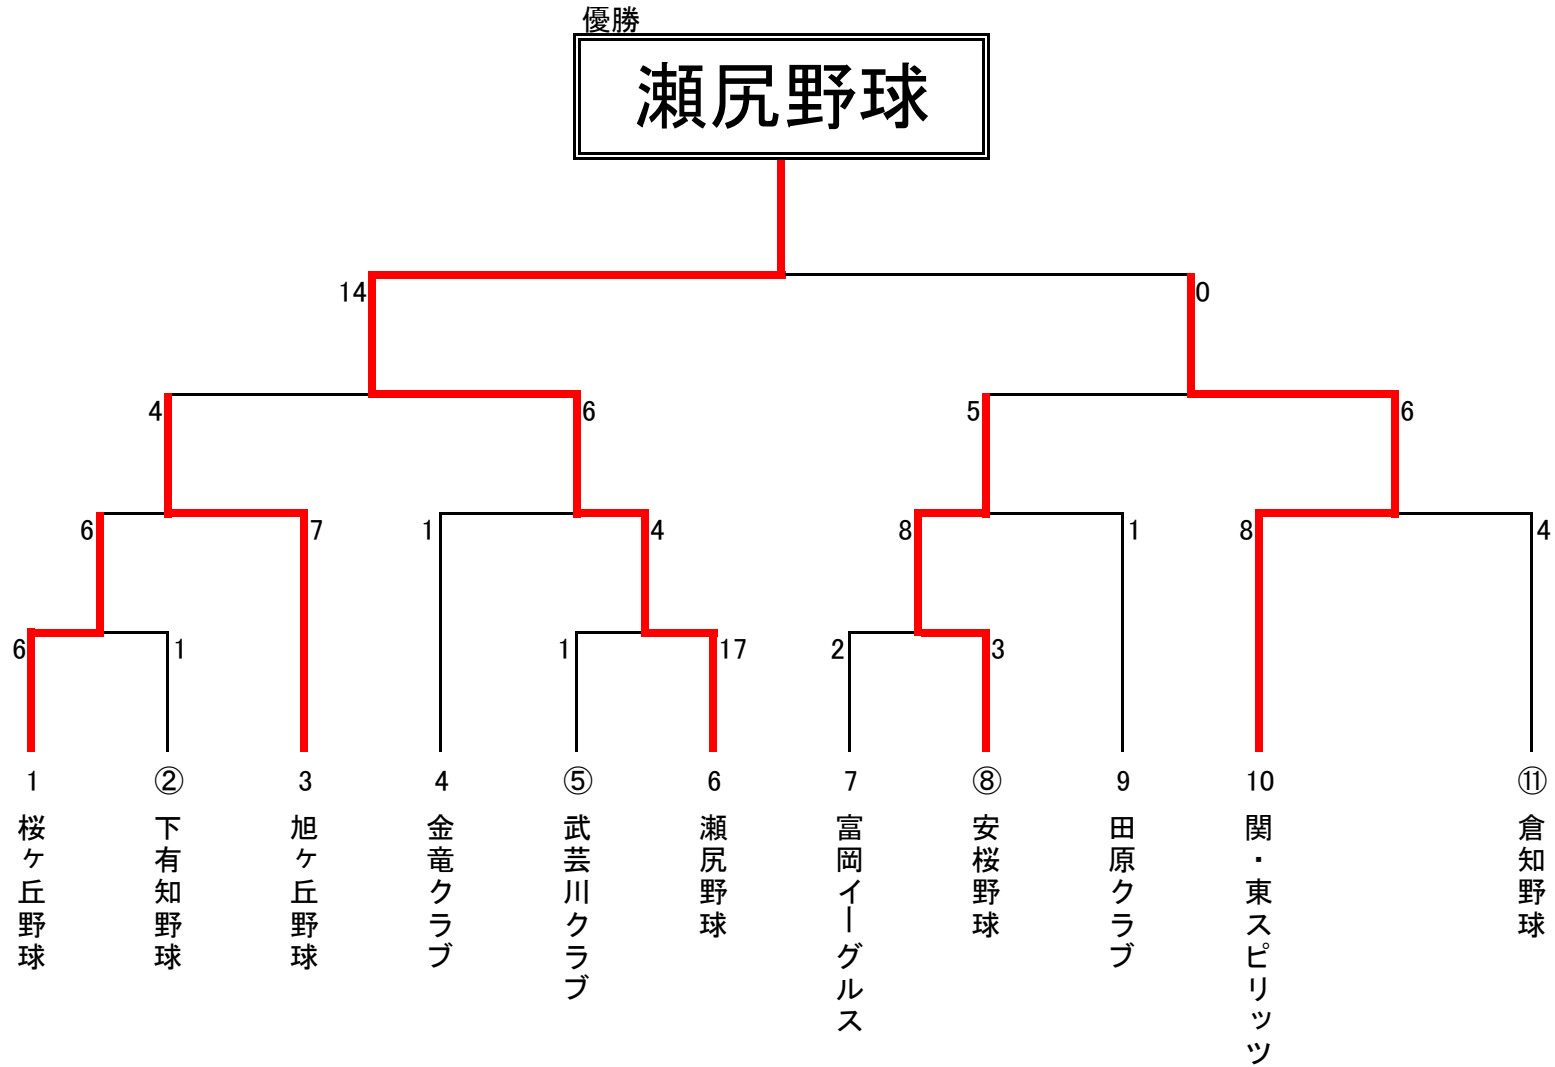 優勝
瀬尻野球
14 0
4 6 5 6
6 7 1 4 8 1 8 4
6 1 1 17 2 3
1 ② 3 4 ⑤ 6 7 ⑧ 9 10 ⑪
桜ヶ丘野球
下有知野球
旭ヶ丘野球
金竜クラブ
武芸川クラブ
瀬尻野球
富岡イーグルス
安桜野球
田原クラブ
関・東スピリッツ
倉知野球